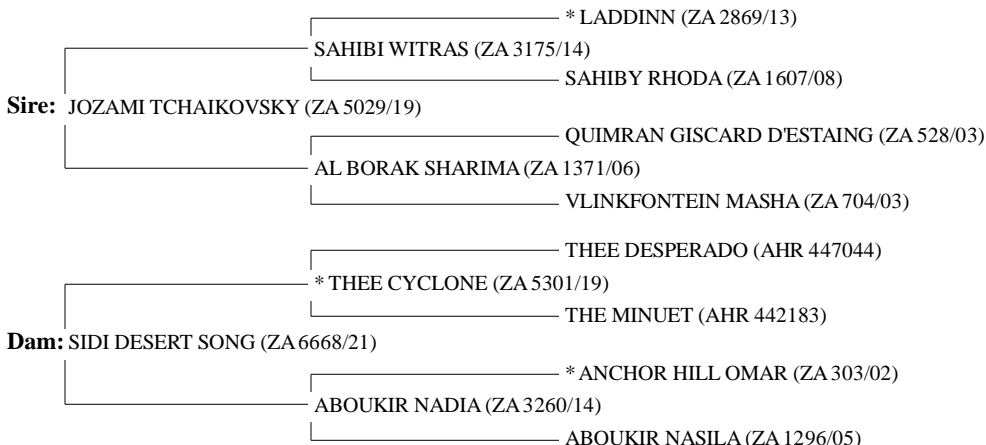 * LADDINN (ZA 2869/13)
SAHIBI WITRAS (ZA 3175/14)
SAHIBY RHODA (ZA 1607/08)
Sire: JOZAMI TCHAIKOVSKY (ZA 5029/19)
QUIMRAN GISCARD D'ESTAING (ZA 528/03)
AL BORAK SHARIMA (ZA 1371/06)
VLINKFONTEIN MASHA (ZA 704/03)
THEE DESPERADO (AHR 447044)
* THEE CYCLONE (ZA 5301/19)
THE MINUET (AHR 442183)
Dam: SIDI DESERT SONG (ZA 6668/21)
* ANCHOR HILL OMAR (ZA 303/02)
ABOUKIR NADIA (ZA 3260/14)
ABOUKIR NASILA (ZA 1296/05)